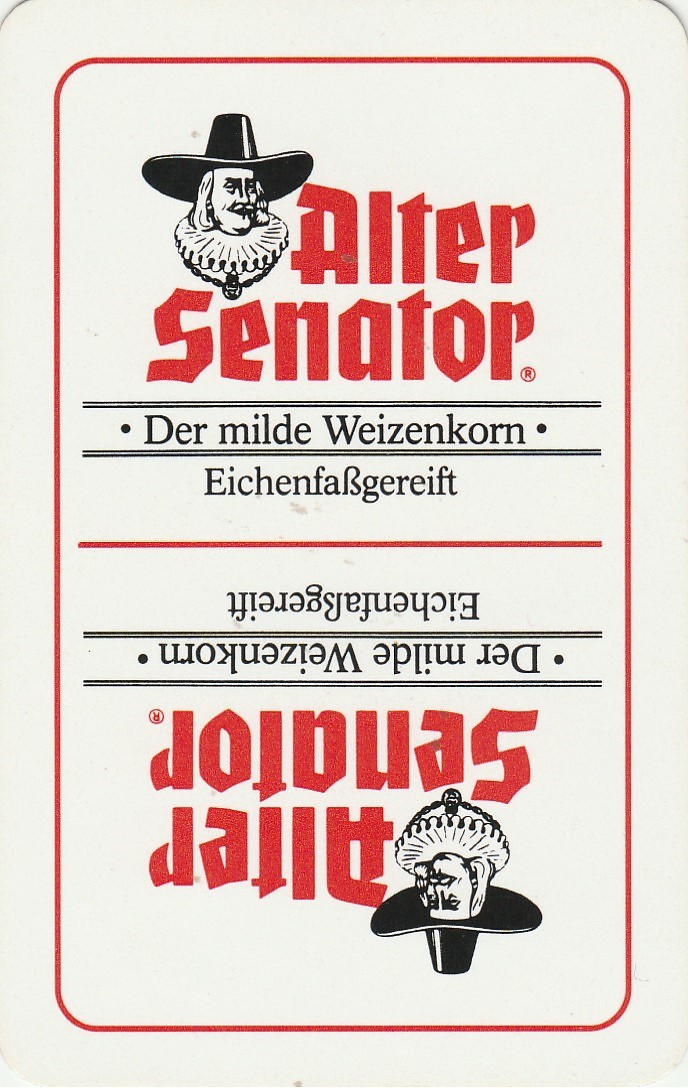 Alter
Senator®
• Der milde Weizenkorn •
Eichenfaßgereift
Eichenfaßgereift
• Der milde Weizenkorn •
Senator®
Alter